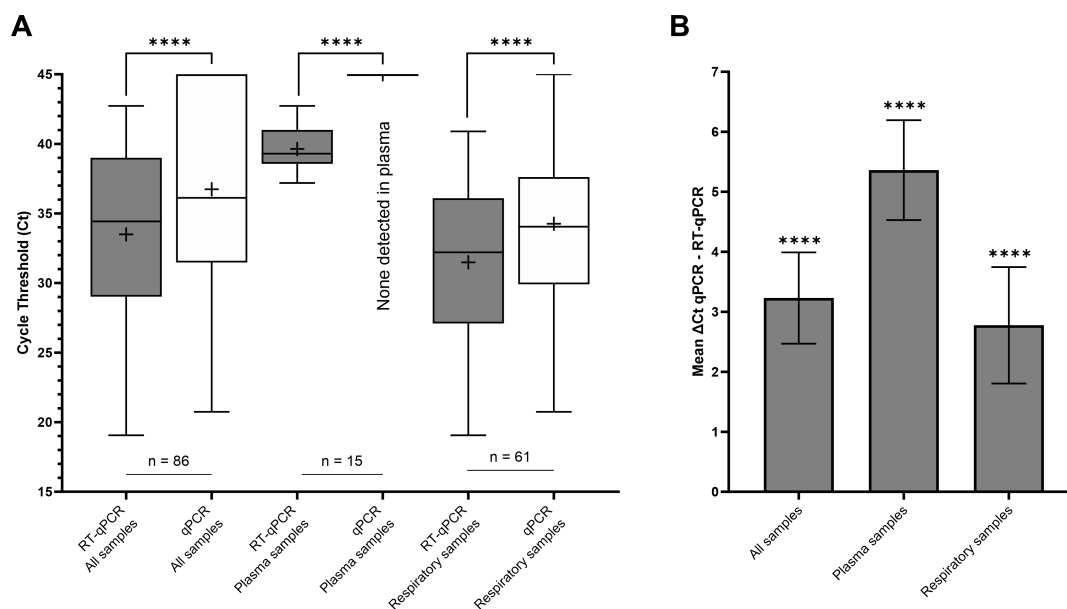 A
****
****
****
Cycle Threshold (Ct)
45
40
35
30
25
20
15
None detected in plasma
n = 86
n = 15
n = 61
RT-qPCR
All samples
qPCR
All samples
RT-qPCR
Plasma samples
qPCR
Plasma samples
RT-qPCR
Respiratory samples
qPCR
Respiratory samples
B
Mean ΔCt qPCR - RT-qPCR
7
6
5
4
3
2
1
0
****
****
****
All samples
Plasma samples
Respiratory samples